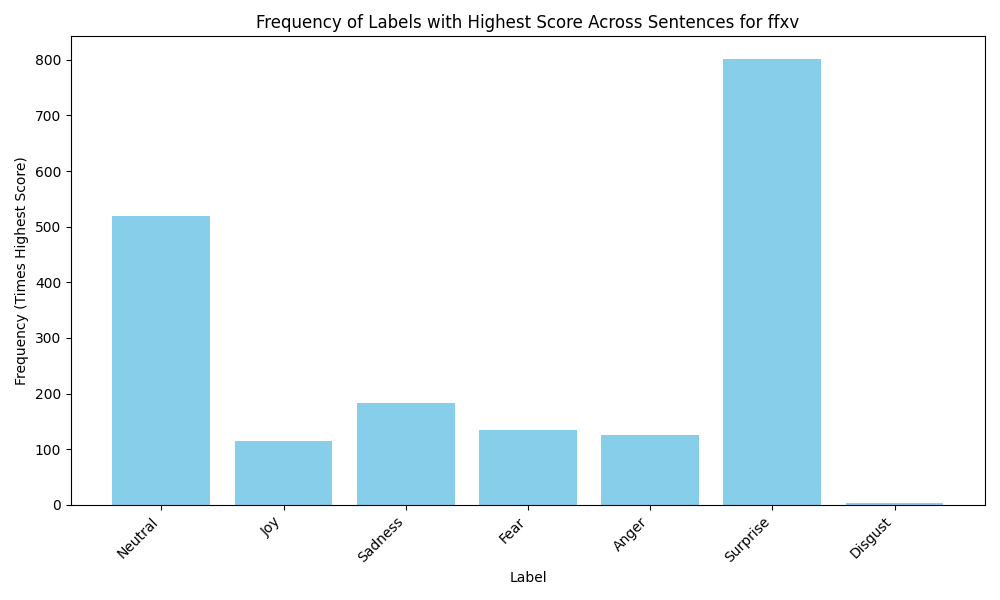 Frequency of Labels with Highest Score Across Sentences for ffxv
Frequency (Times Highest Score)
800
700
600
500
400
300
200
100
0
Neutral
Joy
Sadness
Fear
Anger
Surprise
Disgust
Label